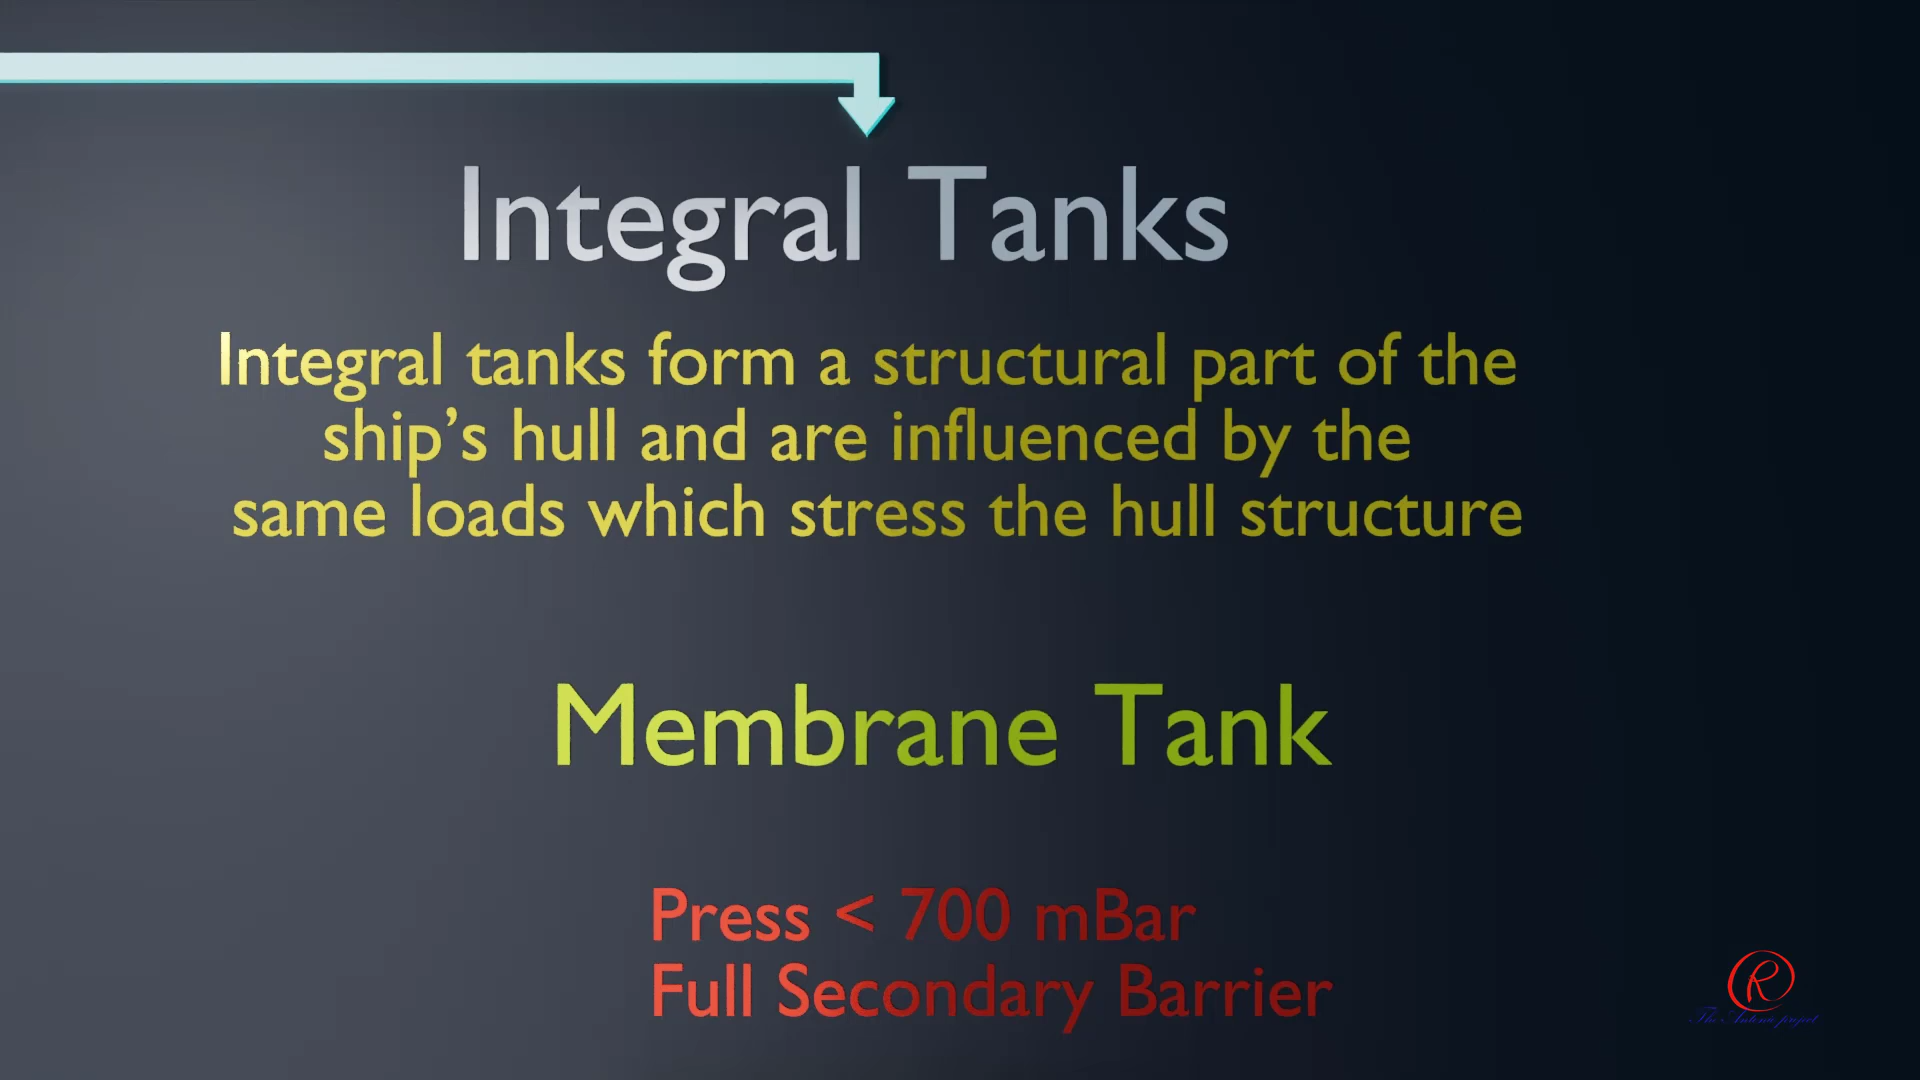 Integral Tanks
Integral tanks form a structural part of the
ship’s hull and are influenced by the
same loads which stress the hull structure
Membrane Tank
Press < 700 mBar
Full Secondary Barrier
R
The